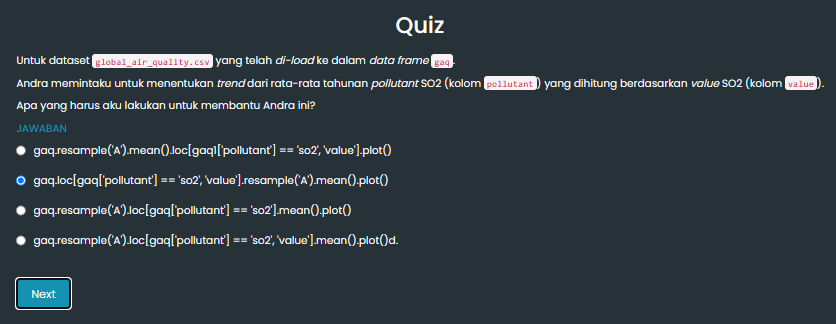 Quiz
Untuk dataset global_air_quality.csv yang telah di-load ke dalam data frame gaq.
Andra memintaku untuk menentukan trend dari rata-rata tahunan pollutant SO2 (kolom pollutant) yang dihitung berdasarkan value SO2 (kolom value).
Apa yang harus aku lakukan untuk membantu Andra ini?
JAWABAN
gaq.resample('A').mean().loc[gaq1['pollutant'] == 'so2', 'value'].plot()
gaq.loc[gaq['pollutant'] == 'so2', 'value'].resample('A').mean().plot()
gaq.resample('A').loc[gaq['pollutant'] == 'so2'].mean().plot()
gaq.resample('A').loc[gaq['pollutant'] == 'so2', 'value'].mean().plot()d.
Next